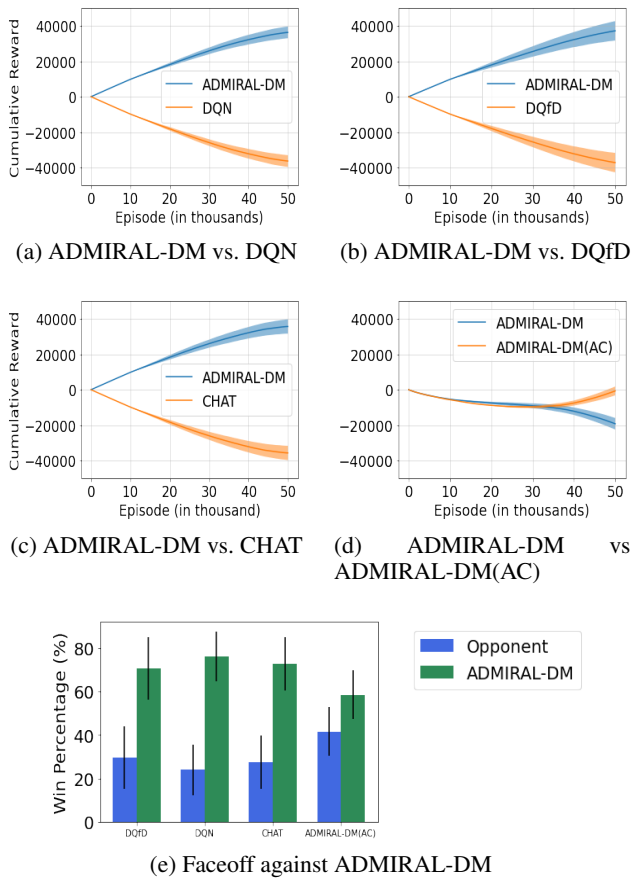 Cumulative Reward
40000
20000
0
−20000
−40000
ADMIRAL-DM
DQN
0 10 20 30 40 50
Episode (in thousands)
(a) ADMIRAL-DM vs. DQN
40000
20000
0
−20000
−40000
ADMIRAL-DM
DQfD
0 10 20 30 40 50
Episode (in thousands)
(b) ADMIRAL-DM vs. DQfD
Cumulative Reward
40000
20000
0
−20000
−40000
ADMIRAL-DM
CHAT
0 10 20 30 40 50
Episode (in thousand)
(c) ADMIRAL-DM vs. CHAT
40000
20000
0
−20000
−40000
ADMIRAL-DM
ADMIRAL-DM(AC)
0 10 20 30 40 50
Episode (in thousands)
(d) ADMIRAL-DM vs
ADMIRAL-DM(AC)
Win Percentage (%)
80
60
40
20
0
DQfD DQN CHAT ADMIRAL-DM(AC)
Opponent
ADMIRAL-DM
(e) Faceoff against ADMIRAL-DM